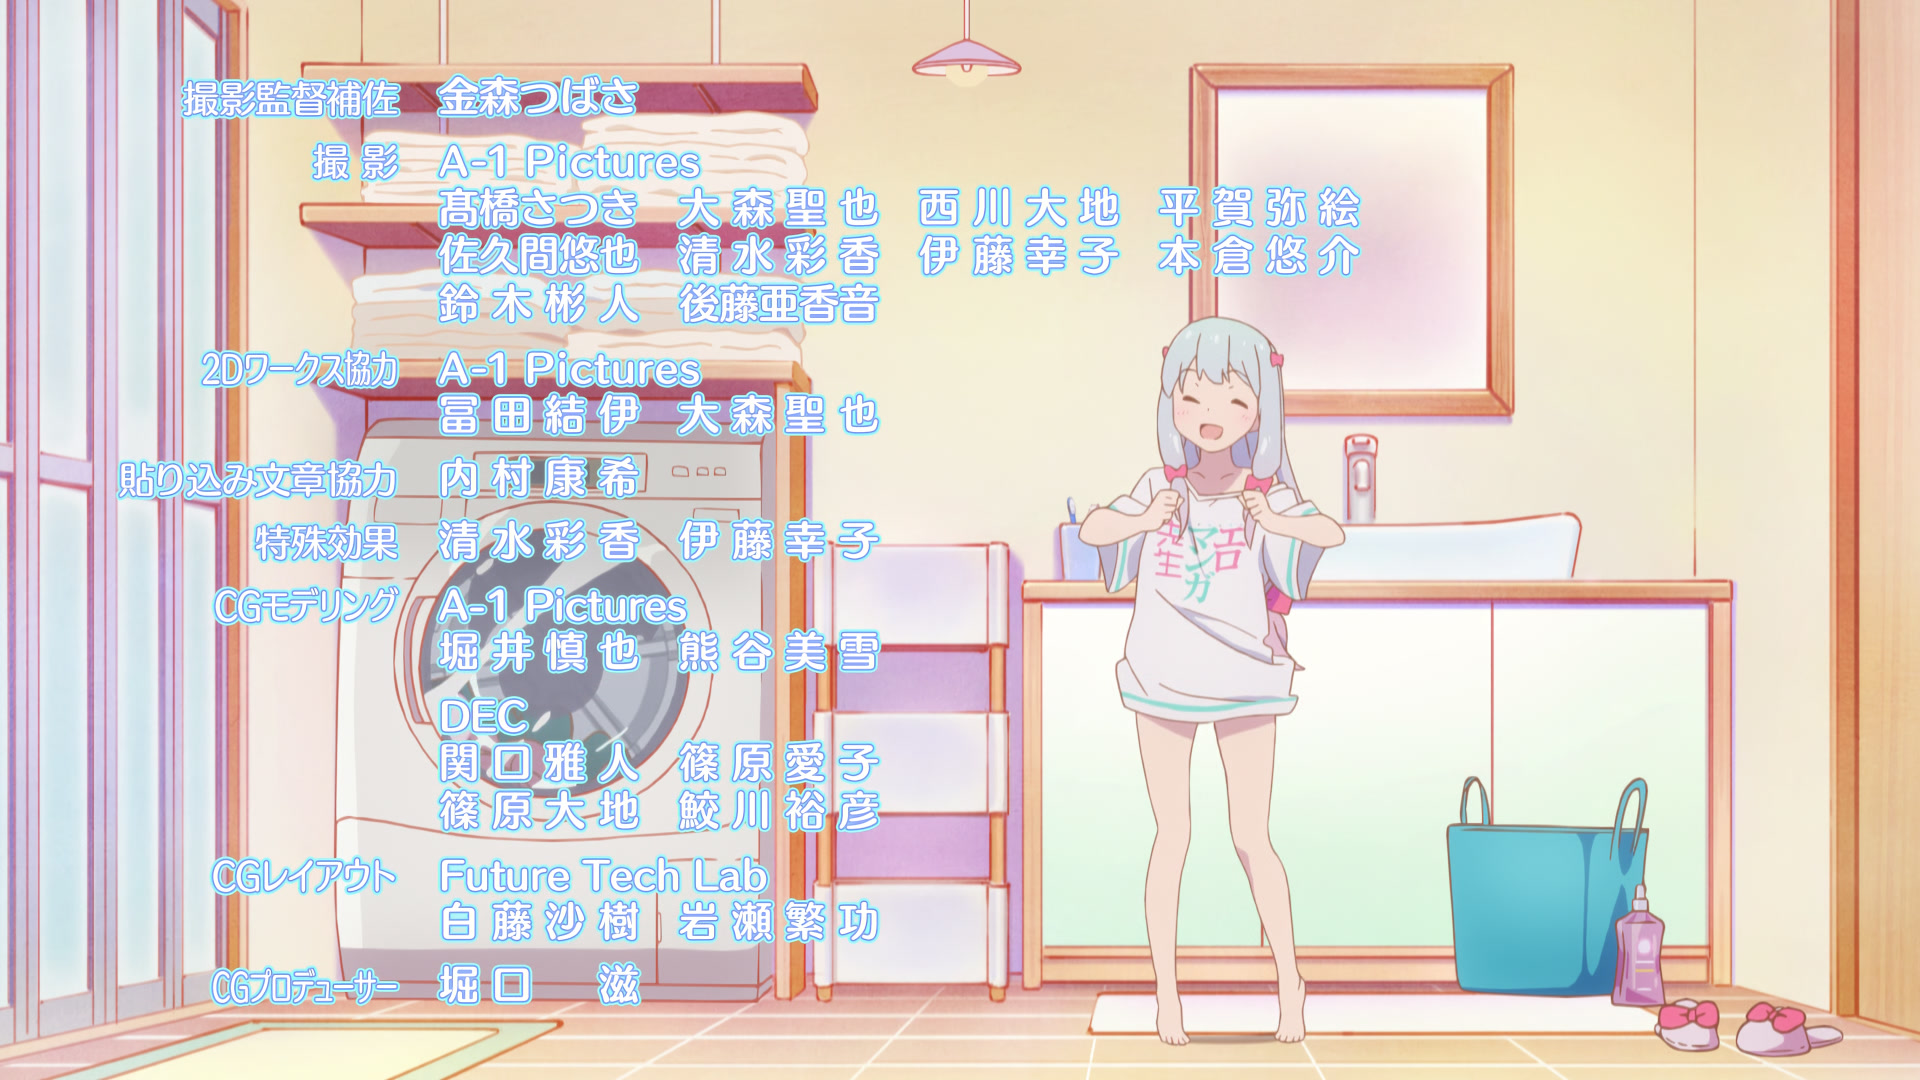 撮影監督補佐 金森つばさ
撮影 A-1 Pictures
髙橋さつき 大森聖也 西川大地 平賀弥絵
佐久間悠也 清水彩香 伊藤幸子 本倉悠介
鈴木彬人 後藤亜香音
2Dワークス協力 A-1 Pictures
冨田結伊 大森聖也
貼り込み文章協力 内村康希
特殊効果 清水彩香 伊藤幸子
CGモデリング A-1 Pictures
堀井慎也 熊谷美雪
DEC
関口雅人 篠原愛子
篠原大地 鮫川裕彦
CGレイアウト Future Tech Lab
白藤沙樹 岩瀬繁功
CGプロデューサー 堀口 滋
エロ
マンガ
先生